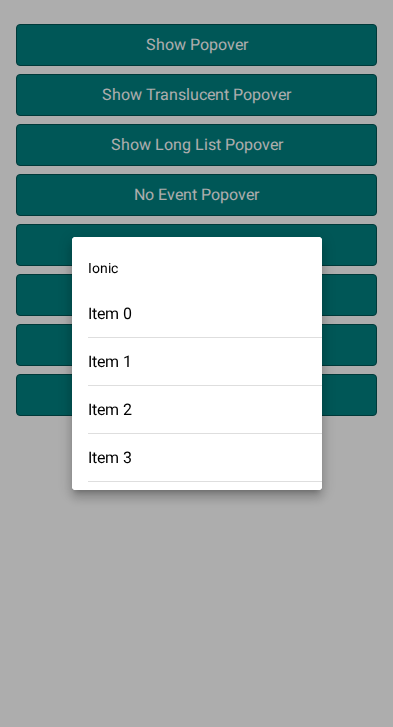 Show Popover
Show Translucent Popover
Show Long List Popover
No Event Popover
Ionic
Item 0
Item 1
Item 2
Item 3